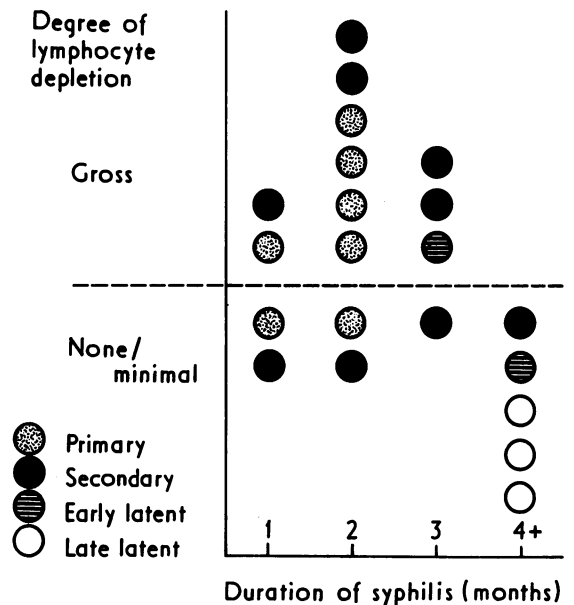 Degree of
lymphocyte
depletion
Gross
None/
minimal
Primary
Secondary
Early latent
Late latent
1 2 3 4+
Duration of syphilis (months)